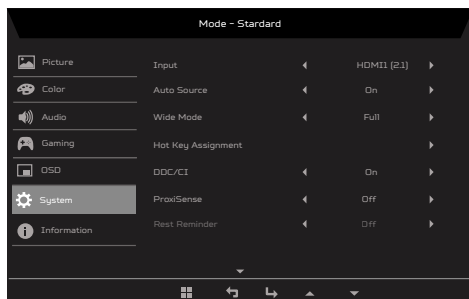 Mode - Stardard
Picture
Color
Audio
Gaming
OSD
System
Information
Input HDMI1 (2.1)
Auto Source On
Wide Mode Full
Hot Key Assignment
DDC/CI On
ProxiSense Off
Rest Reminder Off